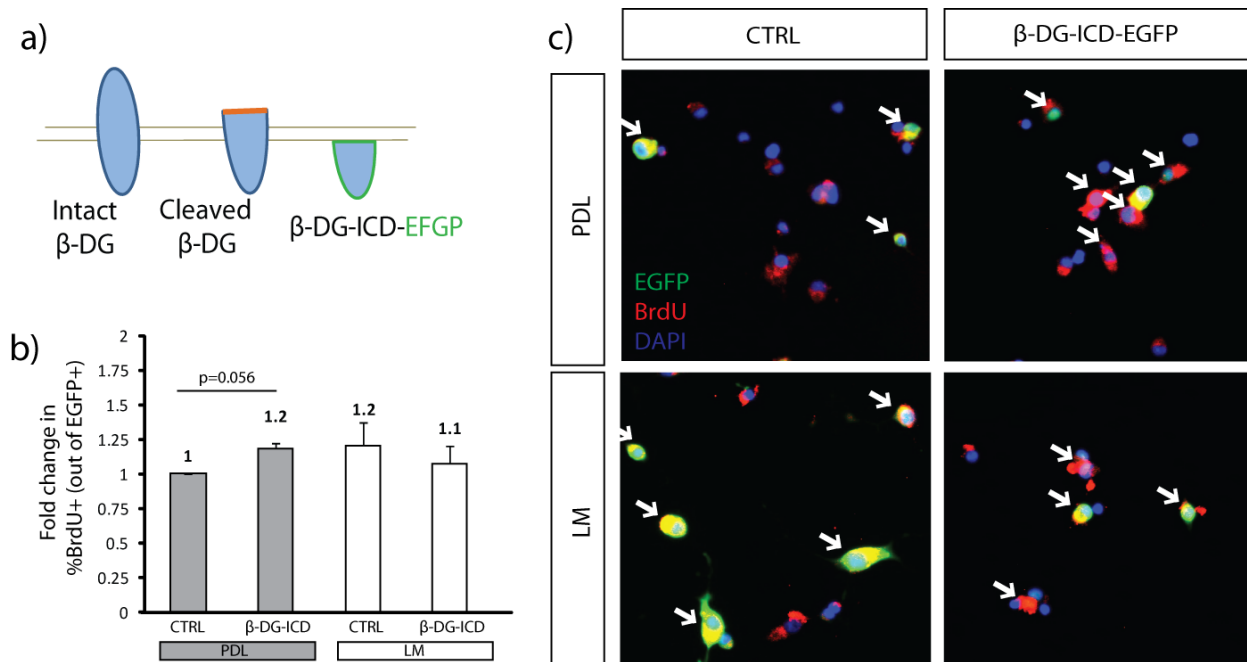 a)
Intact
β-DG
Cleaved
β-DG
β-DG-ICD-EFGP
b)
Fold change in
%BrdU+ (out of EGFP+)
2
1.75
1.5
1.25
1
0.75
0.5
0.25
0
p=0.056
1
1.2
1.2
1.1
CTRL
β-DG-ICD
CTRL
β-DG-ICD
PDL
LM
c)
CTRL
β-DG-ICD-EGFP
PDL
EGFP
BrdU
DAPI
LM